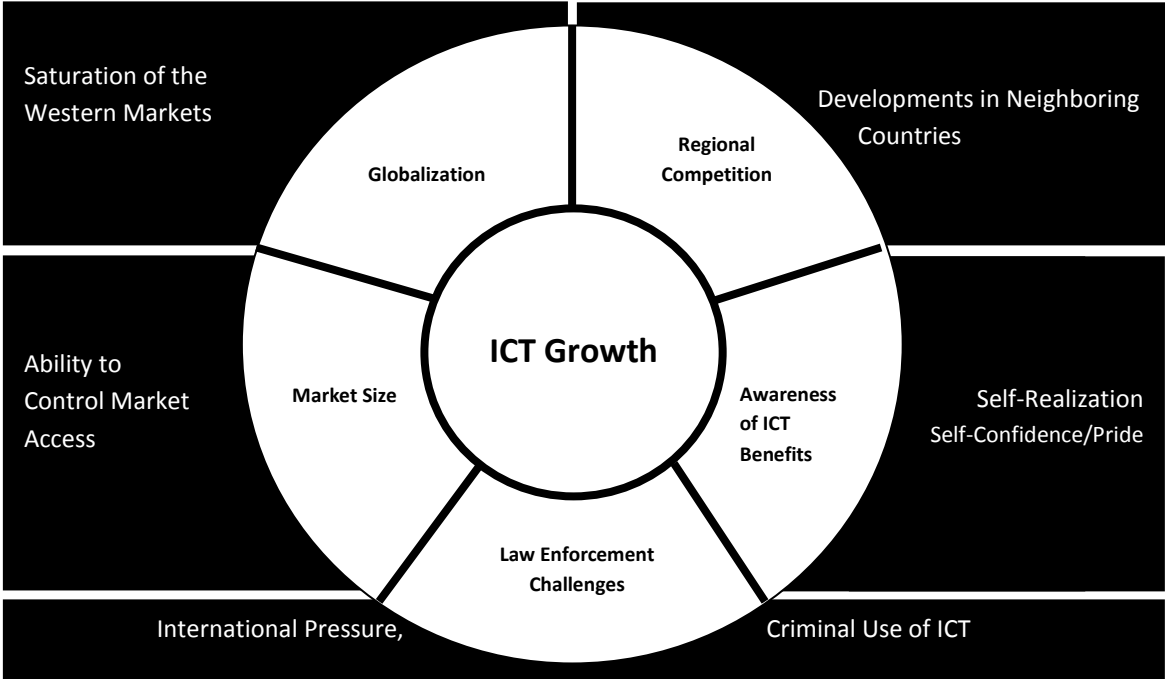 Saturation of the
Western Markets
Developments in Neighboring
Countries
Globalization
Regional
Competition
ICT Growth
Ability to
Control Market
Access
Market Size
Awareness
of ICT
Benefits
Self-Realization
Self-Confidence/Pride
Law Enforcement
Challenges
International Pressure,
Criminal Use of ICT